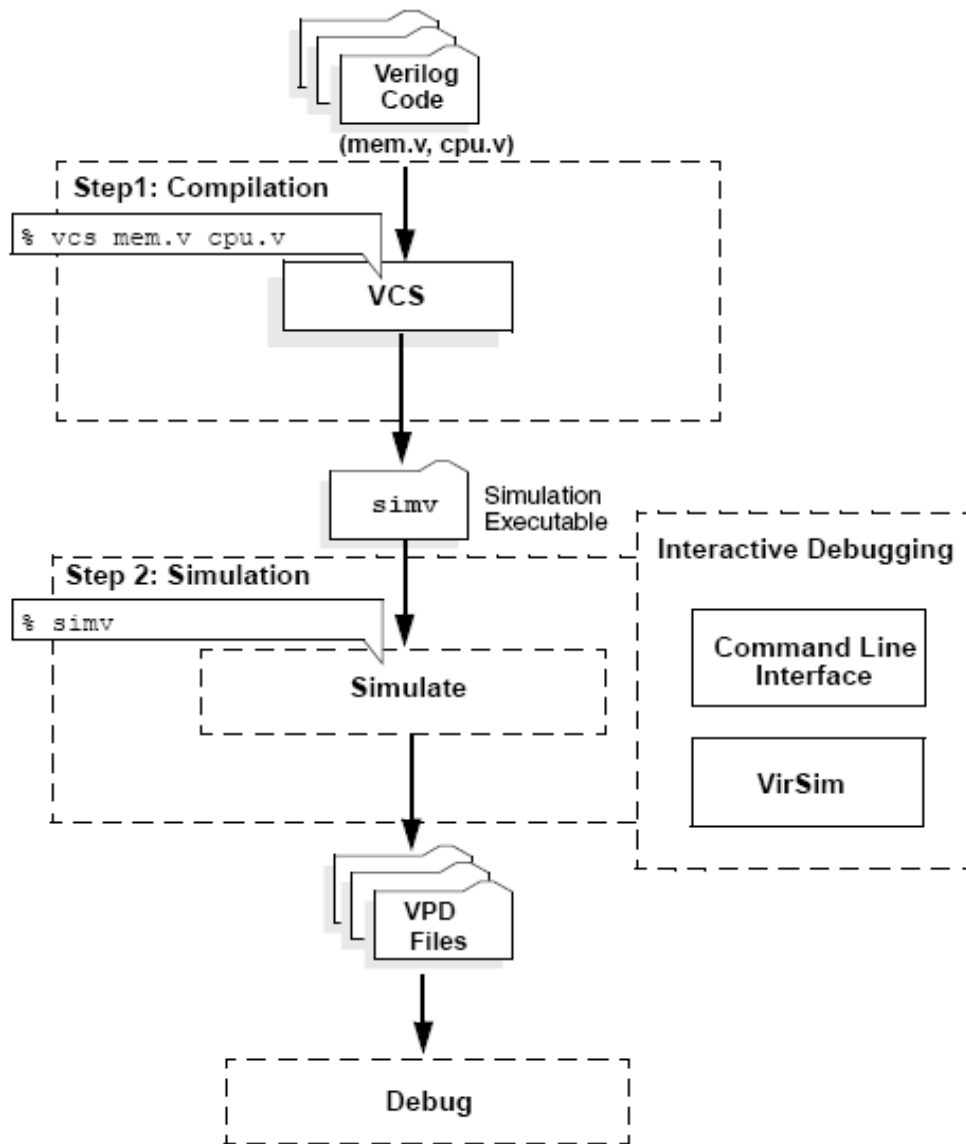 Verilog
Code
(mem.v, cpu.v)
Step1: Compilation
% vcs mem.v cpu.v
VCS
simv
Simulation
Executable
Interactive Debugging
Step 2: Simulation
% simv
Command Line
Interface
Simulate
VirSim
VPD
Files
Debug